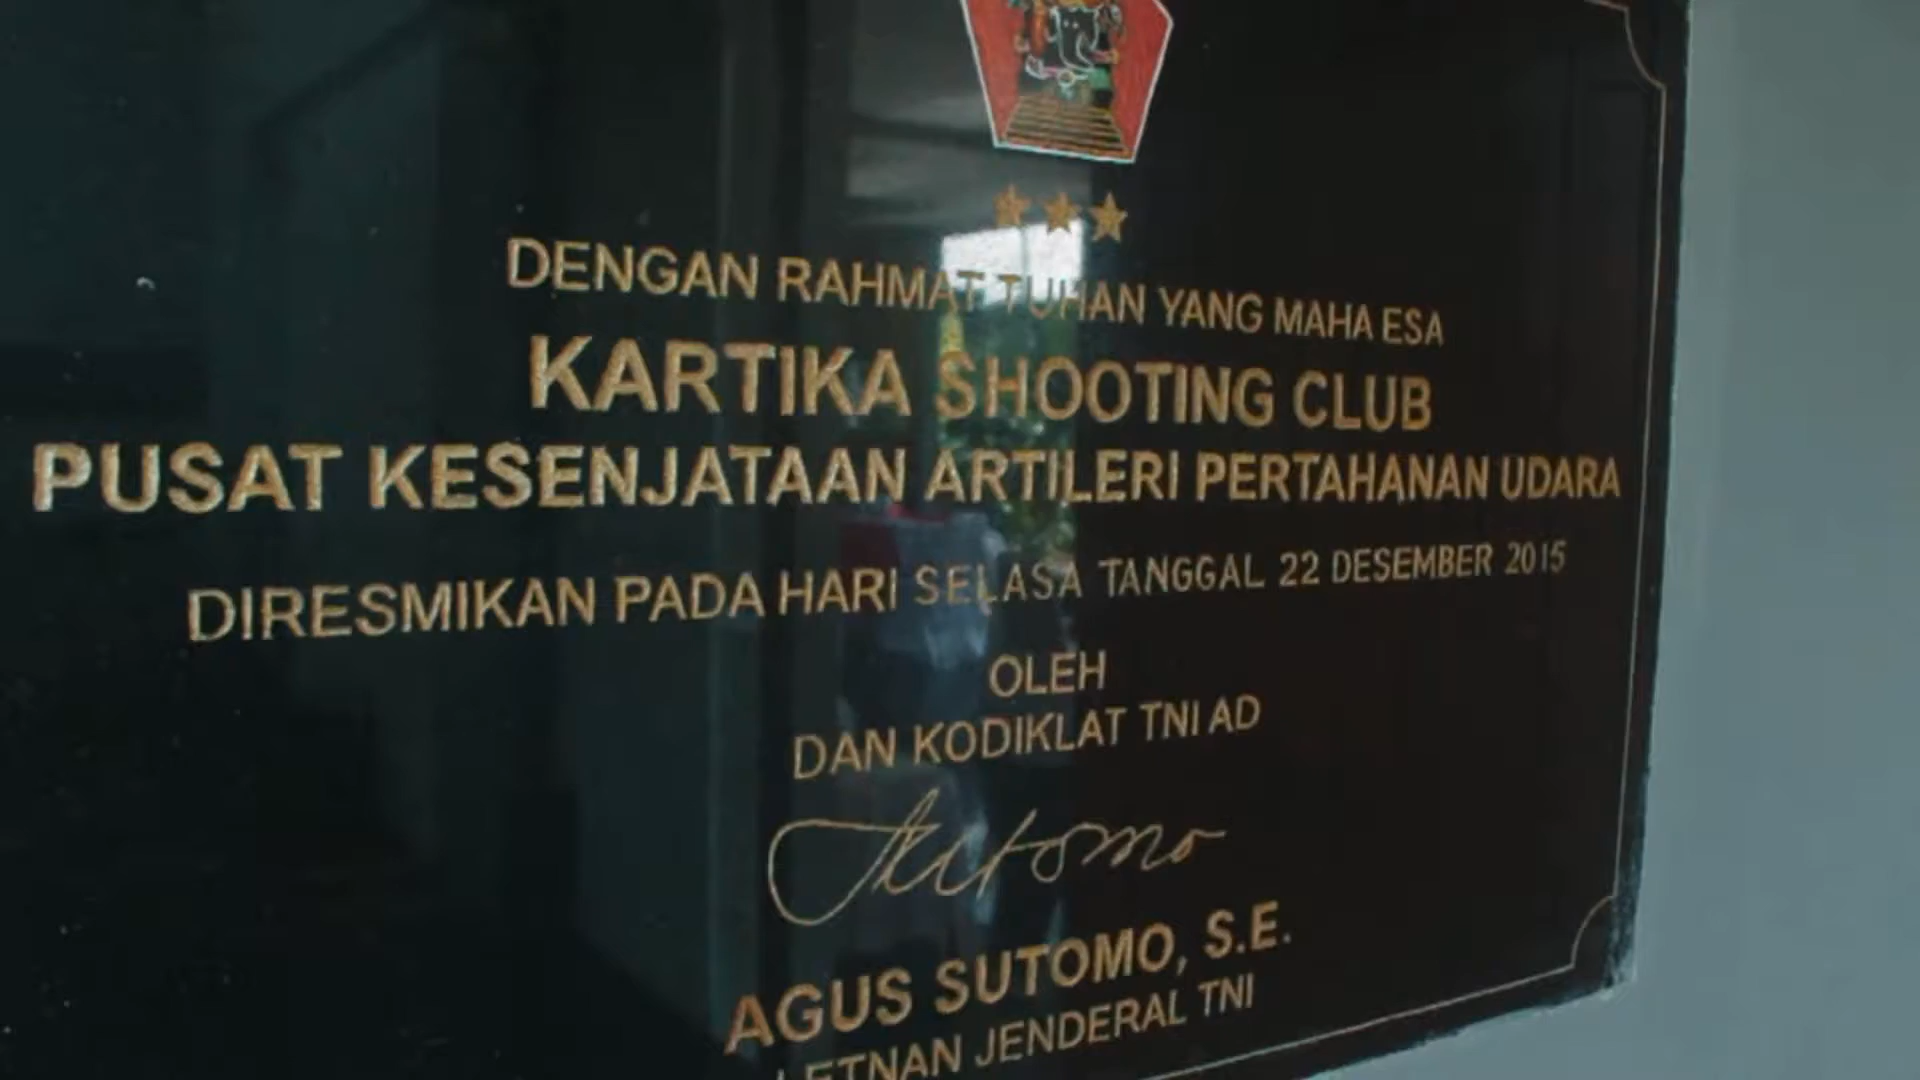 DENGAN RAHMAT TUHAN YANG MAHA ESA
KARTIKA SHOOTING CLUB
PUSAT KESENJATAAN ARTILERI PERTAHANAN UDARA
DIRESMIKAN PADA HARI SELASA TANGGAL 22 DESEMBER 2015
OLEH
DAN KODIKLAT TNI AD
Sutomo
AGUS SUTOMO, S.E.
LETNAN JENDERAL TNI